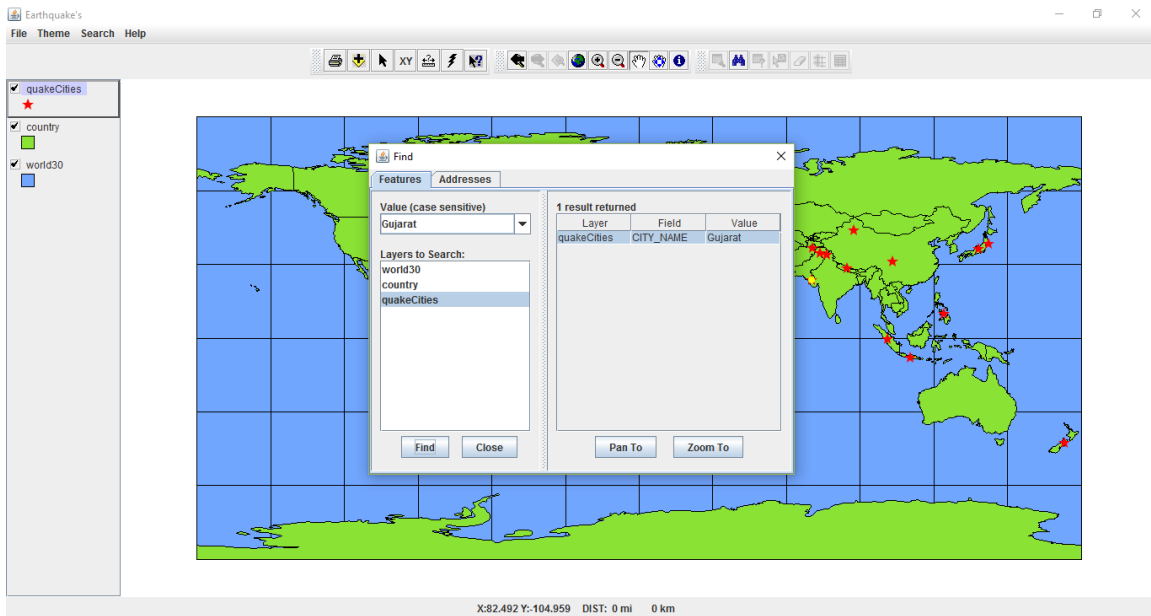 Earthquake's
File Theme Search Help
XY
quakeCities
country
world30
Find
Features Addresses
Value (case sensitive)
Gujarat
Layers to Search:
world30
country
quakeCities
Find Close
1 result returned
Layer Field Value
quakeCities CITY_NAME Gujarat
Pan To Zoom To
X:82.492 Y:-104.959 DIST: 0 mi 0 km